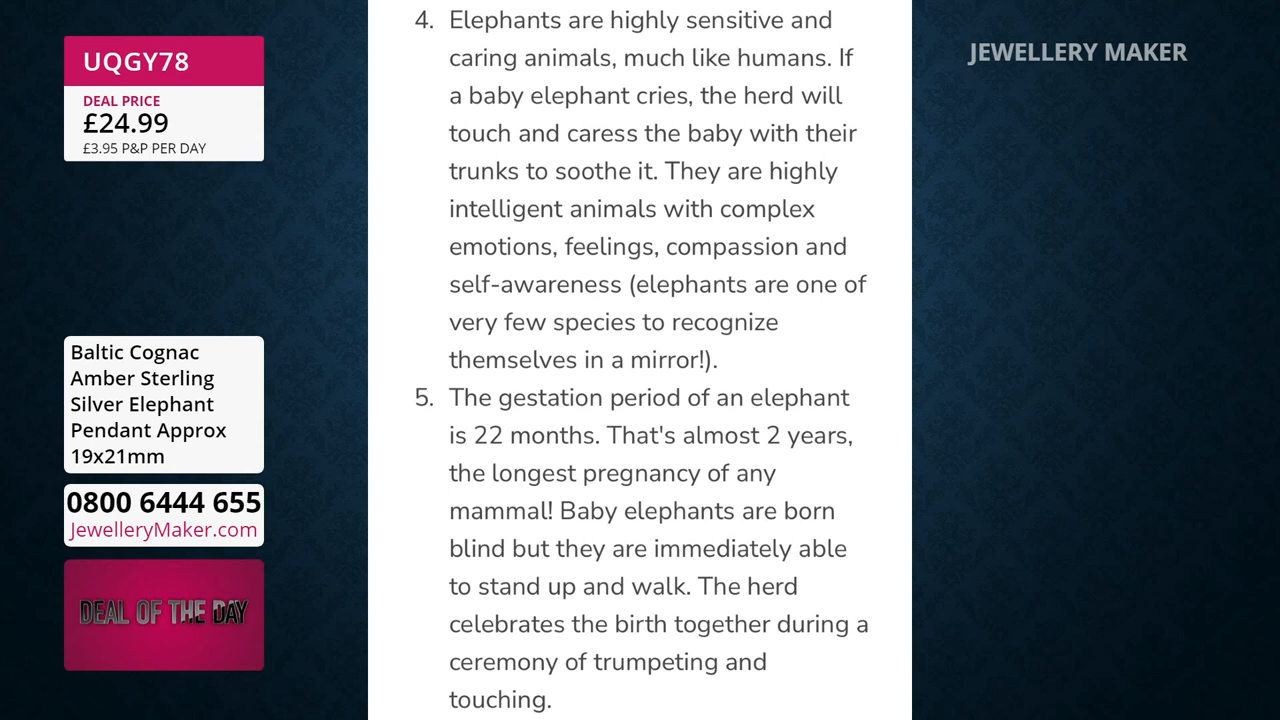 UQGY78
DEAL PRICE
£24.99
£3.95 P&P PER DAY
Baltic Cognac
Amber Sterling
Silver Elephant
Pendant Approx
19x21mm
0800 6444 655
JewelleryMaker.com
DEAL OF THE DAY
4. Elephants are highly sensitive and
caring animals, much like humans. If
a baby elephant cries, the herd will
touch and caress the baby with their
trunks to soothe it. They are highly
intelligent animals with complex
emotions, feelings, compassion and
self-awareness (elephants are one of
very few species to recognize
themselves in a mirror!).
5. The gestation period of an elephant
is 22 months. That's almost 2 years,
the longest pregnancy of any
mammal! Baby elephants are born
blind but they are immediately able
to stand up and walk. The herd
celebrates the birth together during a
ceremony of trumpeting and
touching.
JEWELLERY MAKER